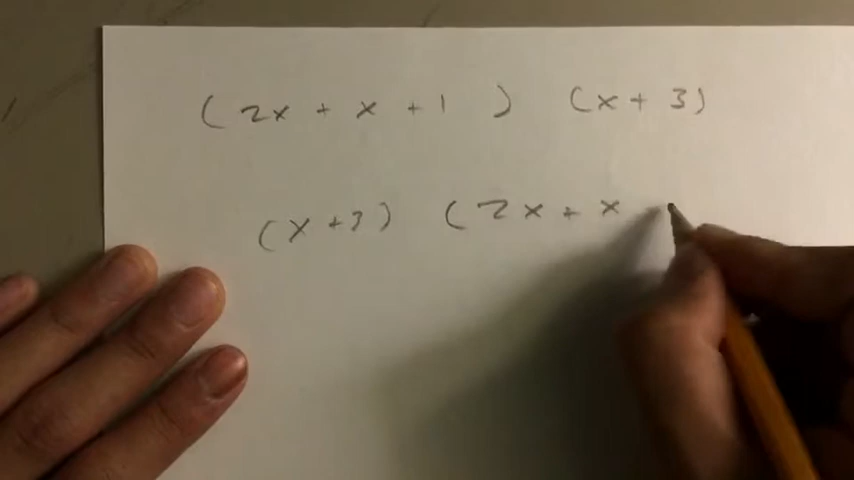 (2x + x + 1) (x + 3)
(x + 3) (2x + x